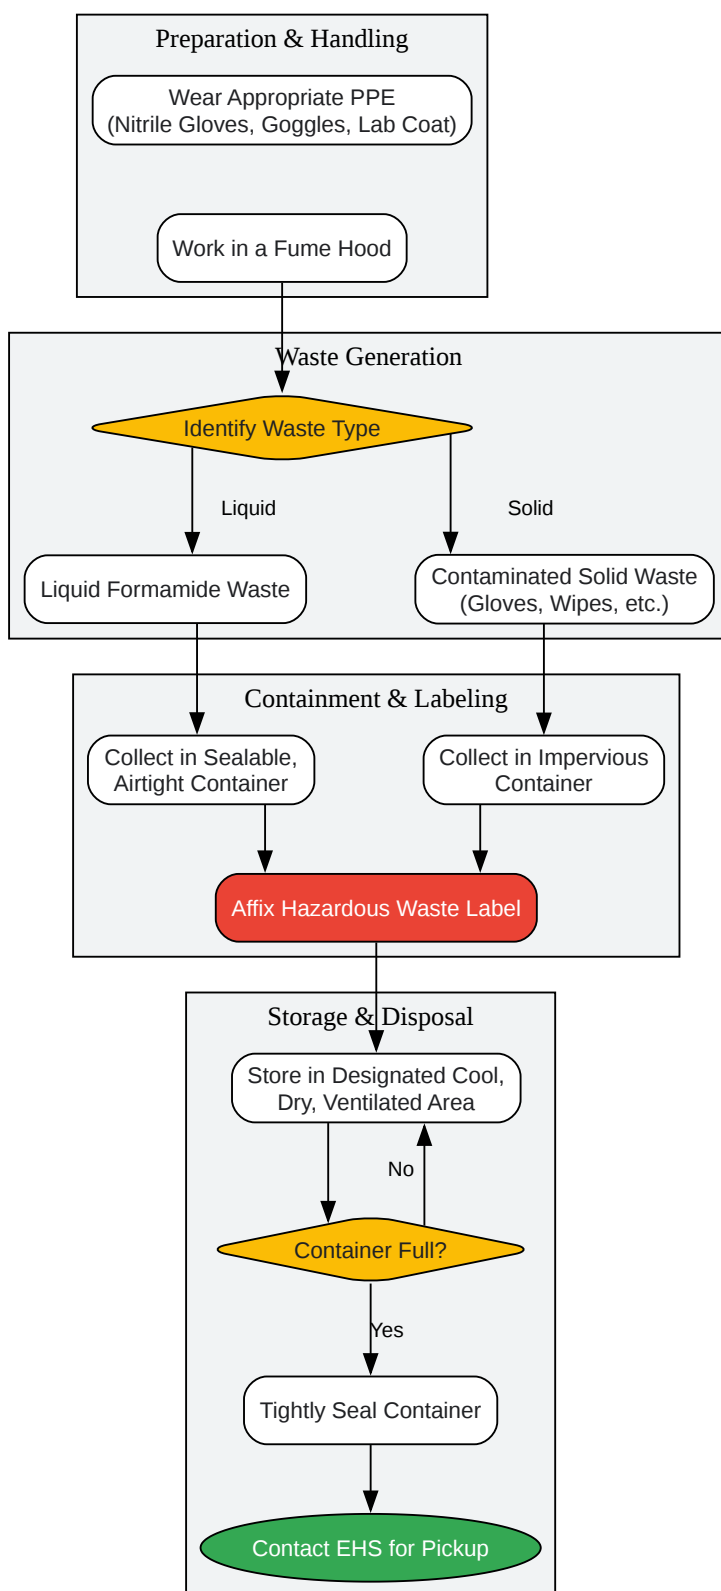 Preparation & Handling
Wear Appropriate PPE
(Nitrile Gloves, Goggles, Lab Coat)
Work in a Fume Hood
Waste Generation
Identify Waste Type
Liquid
Solid
Liquid Formamide Waste
Contaminated Solid Waste
(Gloves, Wipes, etc.)
Containment & Labeling
Collect in Sealable,
Airtight Container
Collect in Impervious
Container
Affix Hazardous Waste Label
Storage & Disposal
Store in Designated Cool,
Dry, Ventilated Area
No
Container Full?
Yes
Tightly Seal Container
Contact EHS for Pickup